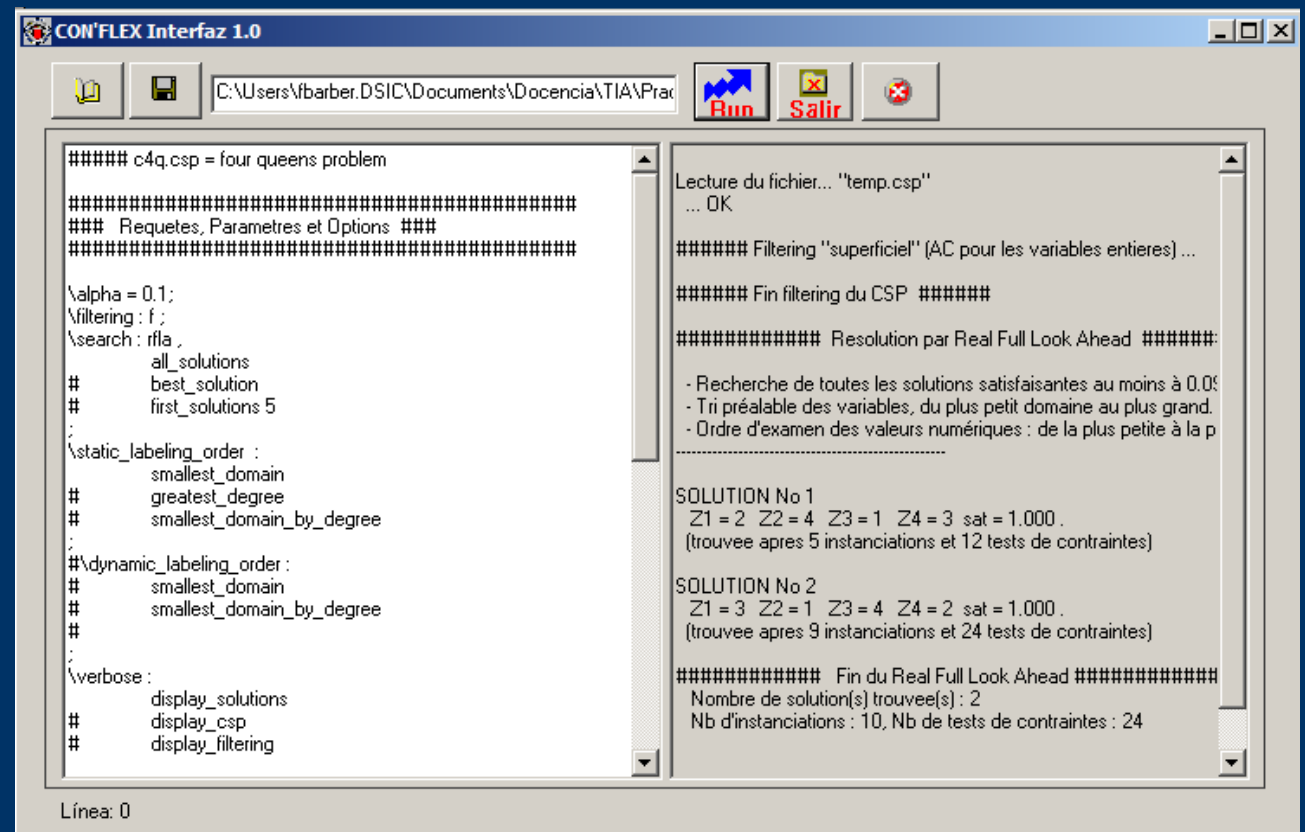 CON'FLEX Interfaz 1.0
C:\Users\fbarber.DSIC\Documents\Docencia\TIA\Prac
Run
Salir
##### c4q.csp = four queens problem
##########################################
### Requetes, Parametres et Options ###
##########################################
\alpha = 0.1;
\filtering : f ;
\search : rfla ,
all_solutions
# best_solution
# first_solutions 5
;
\static_labeling_order :
smallest_domain
# greatest_degree
# smallest_domain_by_degree
;
#\dynamic_labeling_order :
# smallest_domain
# smallest_domain_by_degree
#
;
\verbose :
display_solutions
# display_csp
# display_filtering
Lecture du fichier... "temp.csp"
... OK
###### Filtering "superficiel" (AC pour les variables entieres) ...
###### Fin filtering du CSP ######
############ Resolution par Real Full Look Ahead ######
- Recherche de toutes les solutions satisfaisantes au moins à 0.09
- Tri préalable des variables, du plus petit domaine au plus grand.
- Ordre d'examen des valeurs numériques : de la plus petite à la p
----------------------------------------------------
SOLUTION No 1
Z1 = 2 Z2 = 4 Z3 = 1 Z4 = 3 sat = 1.000 .
(trouvee apres 5 instanciations et 12 tests de contraintes)
SOLUTION No 2
Z1 = 3 Z2 = 1 Z3 = 4 Z4 = 2 sat = 1.000 .
(trouvee apres 9 instanciations et 24 tests de contraintes)
############ Fin du Real Full Look Ahead ############
Nombre de solution(s) trouvee(s) : 2
Nb d'instanciations : 10, Nb de tests de contraintes : 24
Línea: 0